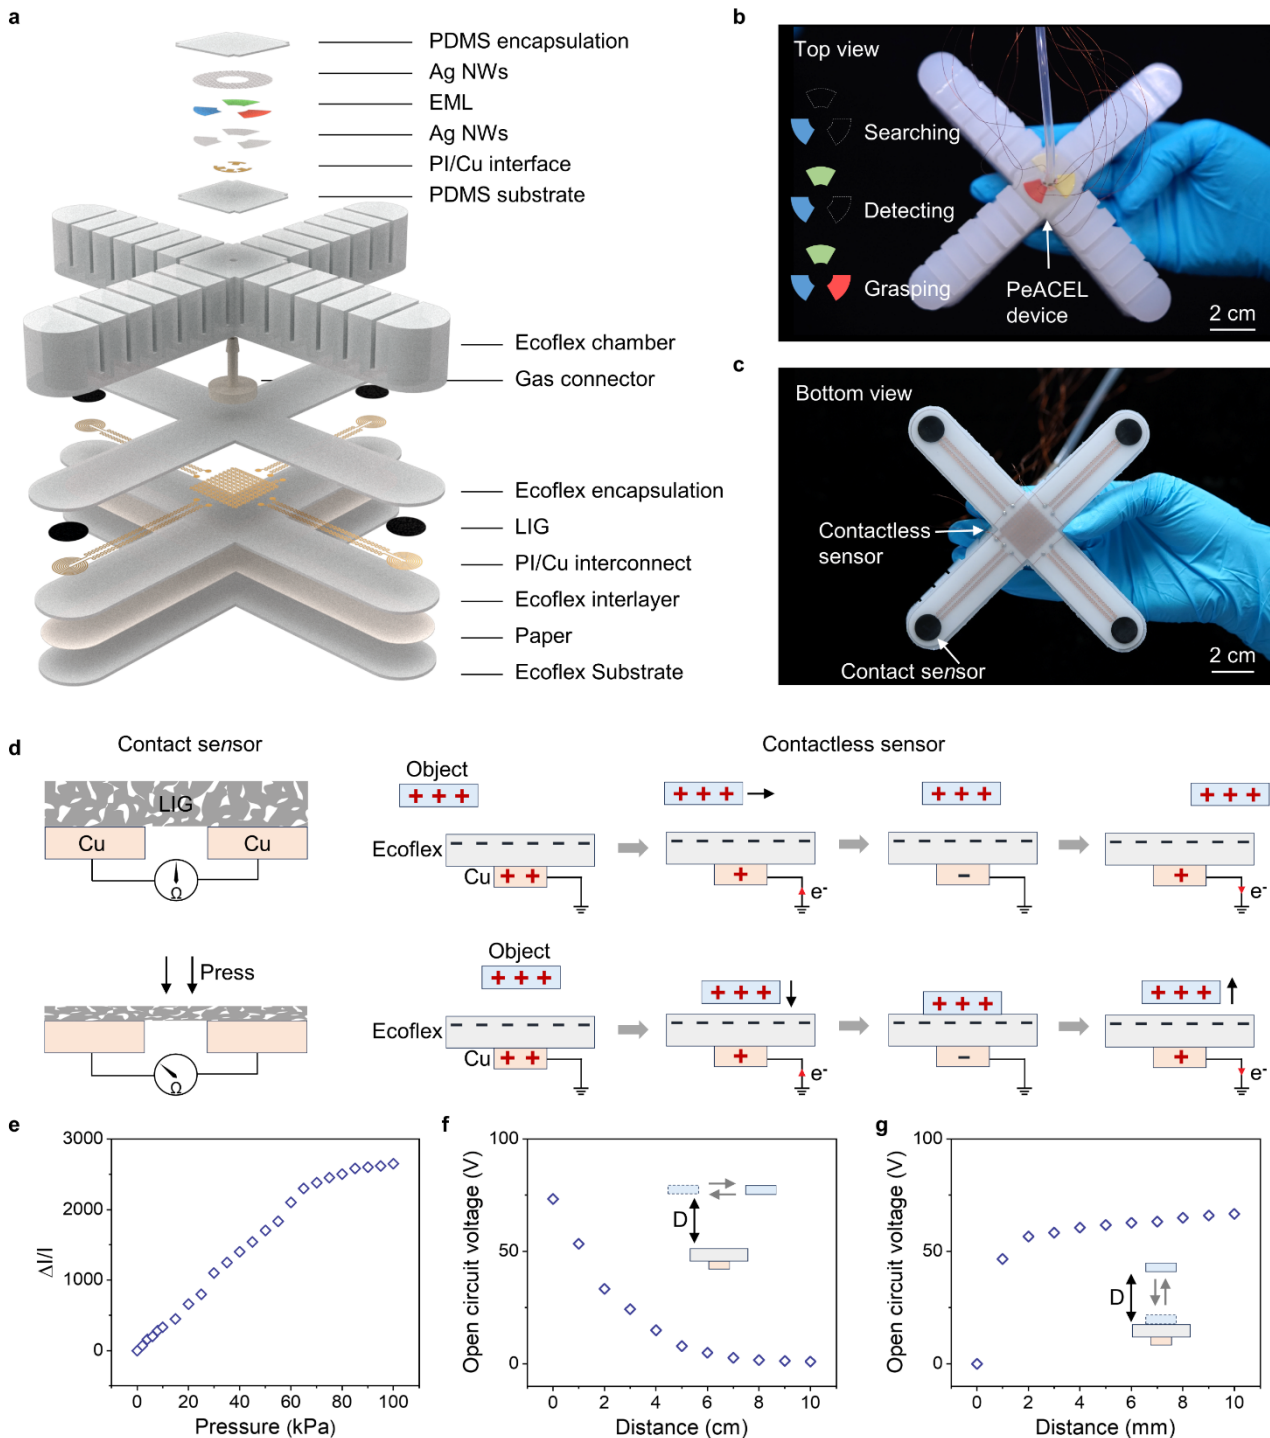 a
PDMS encapsulation
Ag NWs
EML
Ag NWs
PI/Cu interface
PDMS substrate
Ecoflex chamber
Gas connector
Ecoflex encapsulation
LIG
PI/Cu interconnect
Ecoflex interlayer
Paper
Ecoflex Substrate
b
Top view
Searching
Detecting
Grasping
PeACEL
device
2 cm
c
Bottom view
Contactless
sensor
Contact sensor
2 cm
d
Contact sensor
LIG
Cu
Cu
Ω
Press
Ω
Contactless sensor
Object
+ + +
+ + +
+ + +
+ + +
Ecoflex
− − − − − −
− − − − − −
− − − − − −
− − − − − −
Cu
+ +
+
−
+
e-
e-
Object
+ + +
+ + +
+ + +
+ + +
Ecoflex
− − − − − −
− − − − − −
− − − − − −
− − − − − −
Cu
+ +
+
−
+
e-
e-
e
3000
2000
1000
0
ΔI/I
0 20 40 60 80 100
Pressure (kPa)
f
100
50
0
Open circuit voltage (V)
D
0 2 4 6 8 10
Distance (cm)
g
100
50
0
Open circuit voltage (V)
D
0 2 4 6 8 10
Distance (mm)